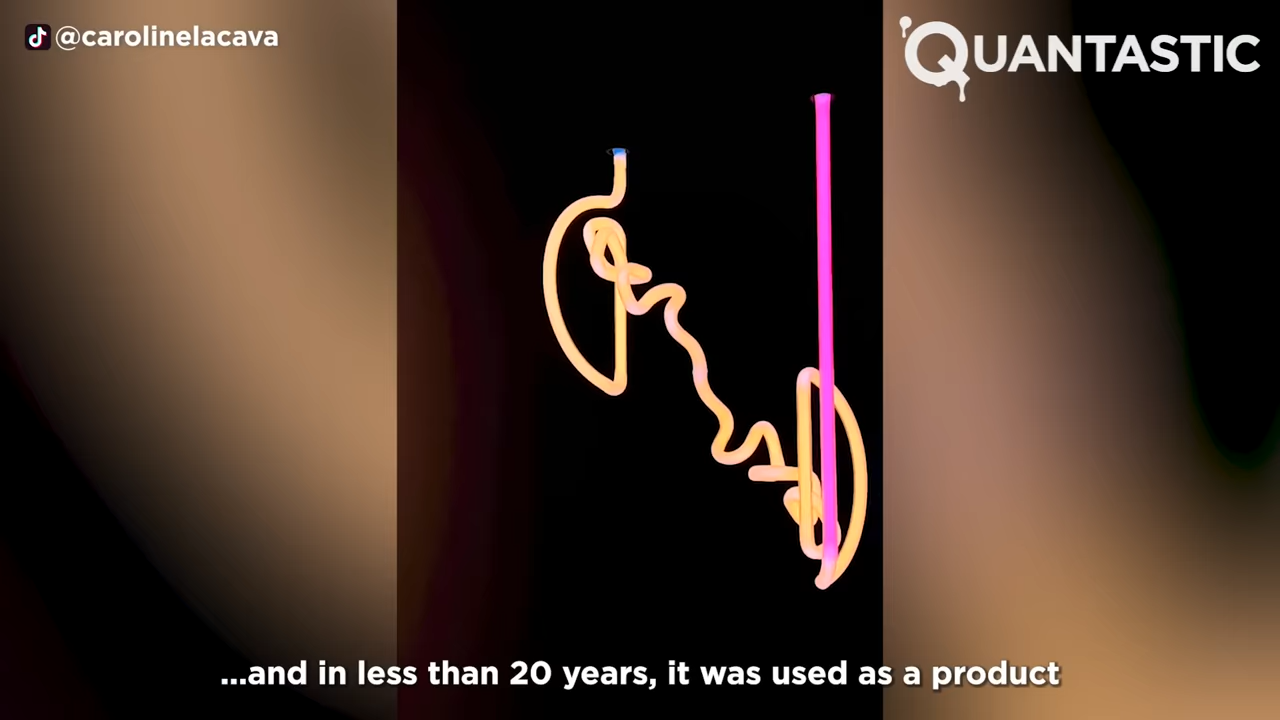 @carolinelacava
QUANTASTIC
...and in less than 20 years, it was used as a product